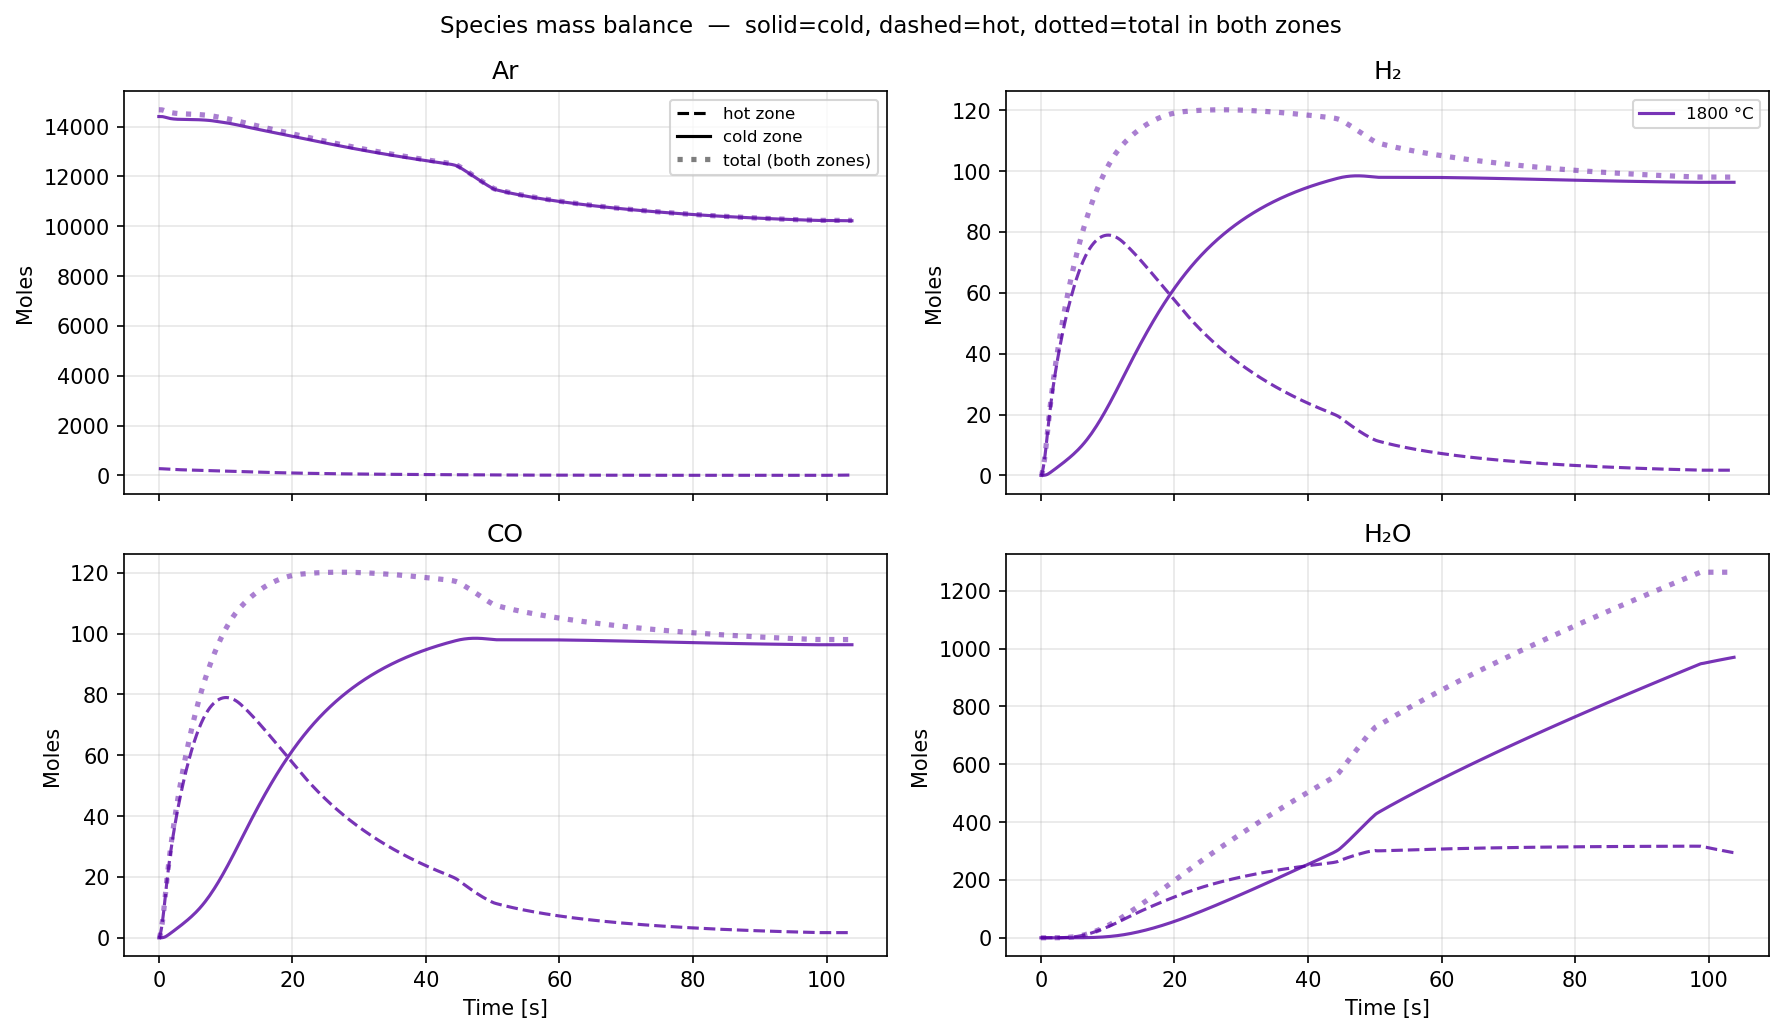 Species mass balance — solid=cold, dashed=hot, dotted=total in both zones
Ar
Moles
14000
12000
10000
8000
6000
4000
2000
0
hot zone
cold zone
total (both zones)
H₂
Moles
120
100
80
60
40
20
0
1800 °C
CO
Moles
120
100
80
60
40
20
0
0 20 40 60 80 100
Time [s]
H₂O
Moles
1200
1000
800
600
400
200
0
0 20 40 60 80 100
Time [s]